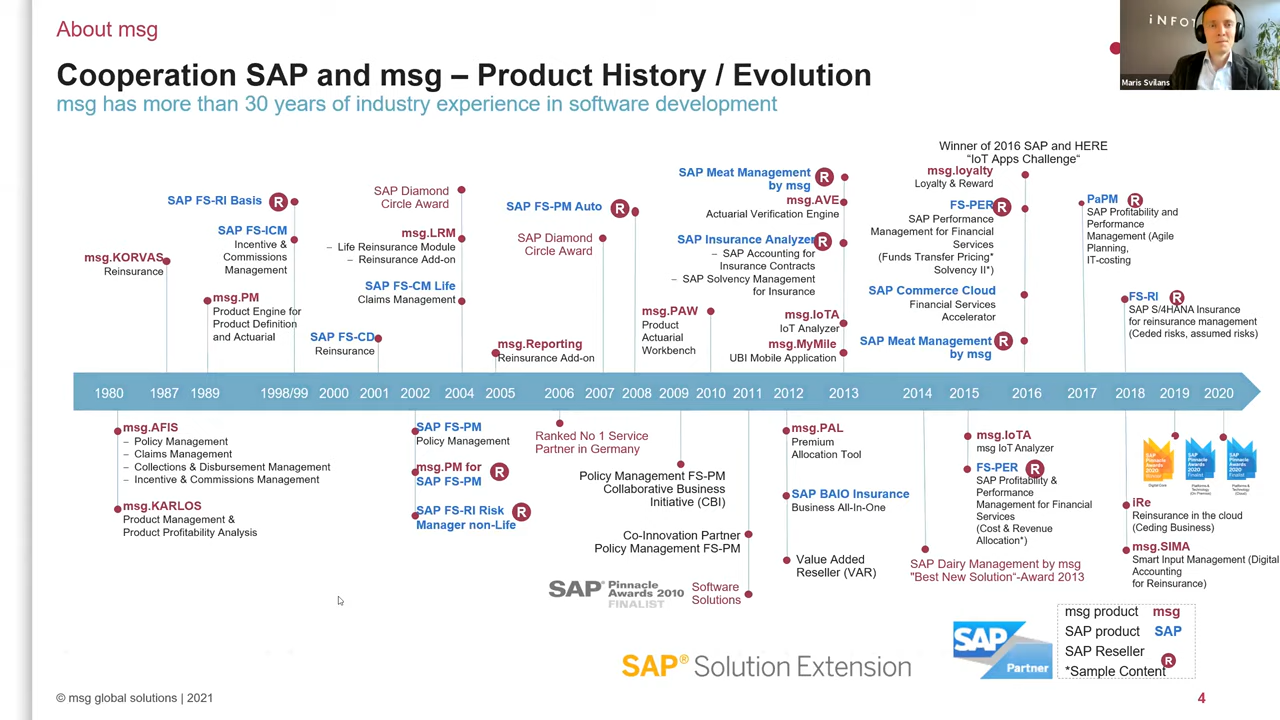 About msg
Cooperation SAP and msg – Product History / Evolution
msg has more than 30 years of industry experience in software development
Maris Svilans
msg.KORVAS
Reinsurance
msg.PM
Product Engine for
Product Definition
and Actuarial
SAP FS-RI Basis R
SAP FS-ICM
Incentive &
Commissions
Management
SAP FS-CD
Reinsurance
SAP Diamond
Circle Award
msg.LRM
– Life Reinsurance Module
– Reinsurance Add-on
SAP FS-CM Life
Claims Management
msg.Reporting
Reinsurance Add-on
SAP FS-PM Auto R
SAP Diamond
Circle Award
msg.PAW
Product
Actuarial
Workbench
SAP Meat Management R
by msg
msg.AVE
Actuarial Verification Engine
SAP Insurance Analyzer R
– SAP Accounting for
Insurance Contracts
– SAP Solvency Management
for Insurance
msg.IoTA
IoT Analyzer
msg.MyMile
UBI Mobile Application
Winner of 2016 SAP and HERE
"IoT Apps Challenge"
msg.loyalty
Loyalty & Reward
FS-PER R
SAP Performance
Management for Financial
Services
(Funds Transfer Pricing*
Solvency II*)
SAP Commerce Cloud
Financial Services
Accelerator
SAP Meat Management R
by msg
PaPM R
SAP Profitability and
Performance
Management (Agile
Planning,
IT-costing
FS-RI R
SAP S/4HANA Insurance
for reinsurance management
(Ceded risks, assumed risks)
1980 1987 1989 1998/99 2000 2001 2002 2004 2005 2006 2007 2008 2009 2010 2011 2012 2013 2014 2015 2016 2017 2018 2019 2020
msg.AFIS
– Policy Management
– Claims Management
– Collections & Disbursement Management
– Incentive & Commissions Management
msg.KARLOS
Product Management &
Product Profitability Analysis
SAP FS-PM
Policy Management
msg.PM for R
SAP FS-PM
SAP FS-RI Risk R
Manager non-Life
Ranked No 1 Service
Partner in Germany
Policy Management FS-PM
Collaborative Business
Initiative (CBI)
Co-Innovation Partner
Policy Management FS-PM
SAP® Pinnacle
Awards 2010
FINALIST
Software
Solutions
msg.PAL
Premium
Allocation Tool
SAP BAIO Insurance
Business All-In-One
Value Added
Reseller (VAR)
SAP Dairy Management by msg
"Best New Solution"-Award 2013
msg.IoTA
msg IoT Analyzer
FS-PER R
SAP Profitability &
Performance
Management for Financial
Services
(Cost & Revenue
Allocation*)
SAP
Pinnacle
Awards
2020
SAP
Pinnacle
Awards
2020
Finalist
SAP
Pinnacle
Awards
2020
Finalist
iRe
Reinsurance in the cloud
(Ceding Business)
msg.SIMA
Smart Input Management (Digital
Accounting
for Reinsurance)
SAP® Solution Extension
SAP
Partner
msg product msg
SAP product SAP
SAP Reseller R
*Sample Content
© msg global solutions | 2021
4